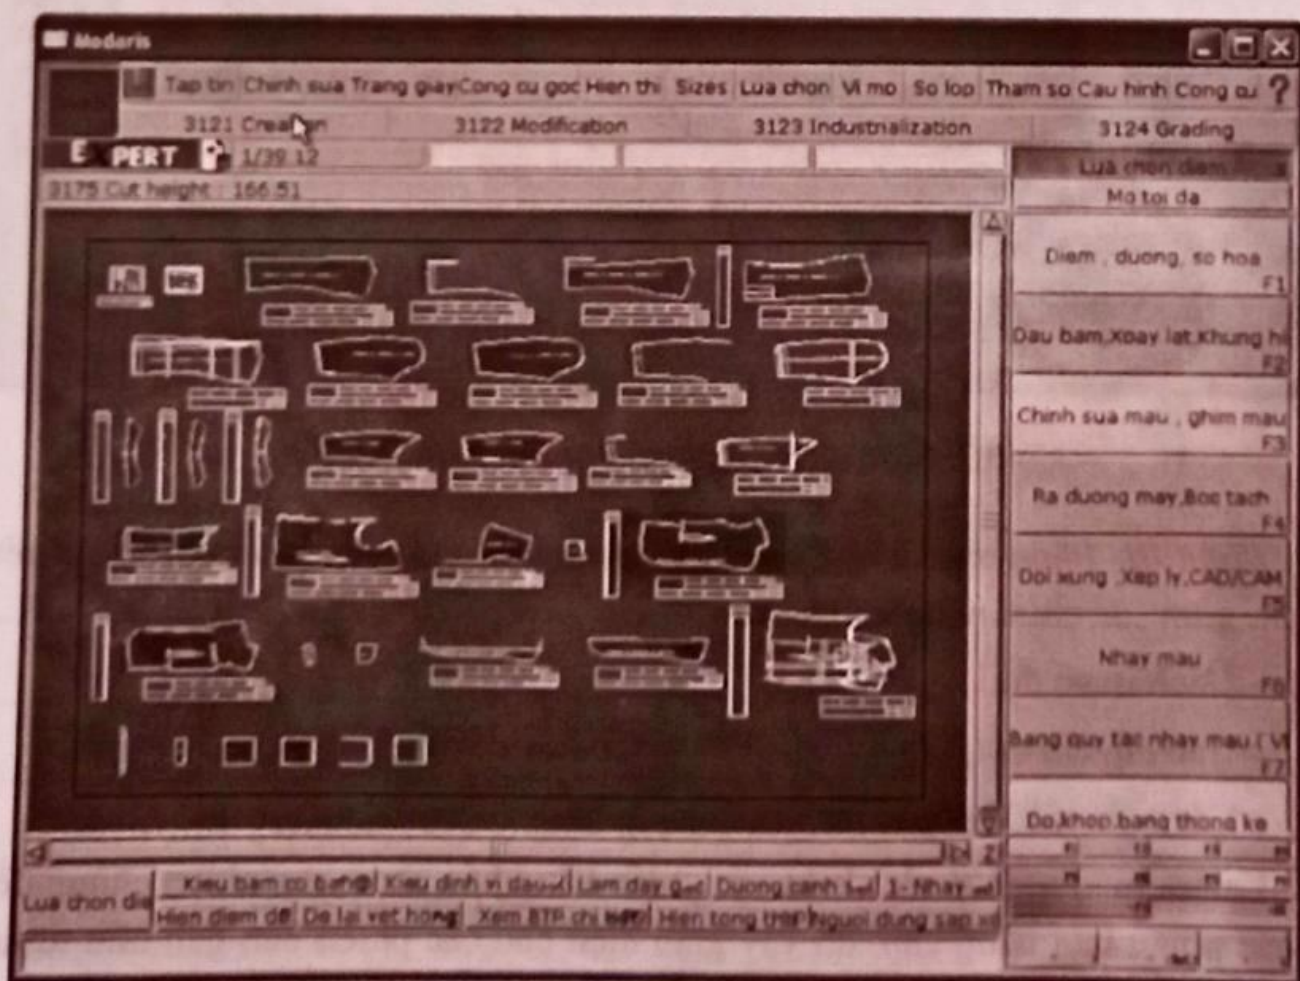 Modaris
Tap tin Chinh sua Trang giay Cong cu goc Hien thi Sizes Lua chon Vi mo So lop Tham so Cau hinh Cong cu ?
3121 Creation 3122 Modification 3123 Industrialization 3124 Grading
EXPERT 1/39 12 Lua chon diem
3175 Cut height : 166.51 Mo toi da
Diem , duong, so hoa
F1
Dau bam,Xoay lat,Khung hi
F2
Chinh sua mau , ghim mau
F3
Ra duong may,Boc tach
F4
Doi xung ,Xep ly,CAD/CAM
F5
Nhay mau
F6
Bang quy tac nhay mau ( Vi
F7
Do,khop,bang thong ke
Lua chon die Kieu bam co ban Kieu dinh vi dau Lam day Duong canh 1- Nhay
Hien diem De lai vet hong Xem BTP chi Hien tong Nguoi dung sap